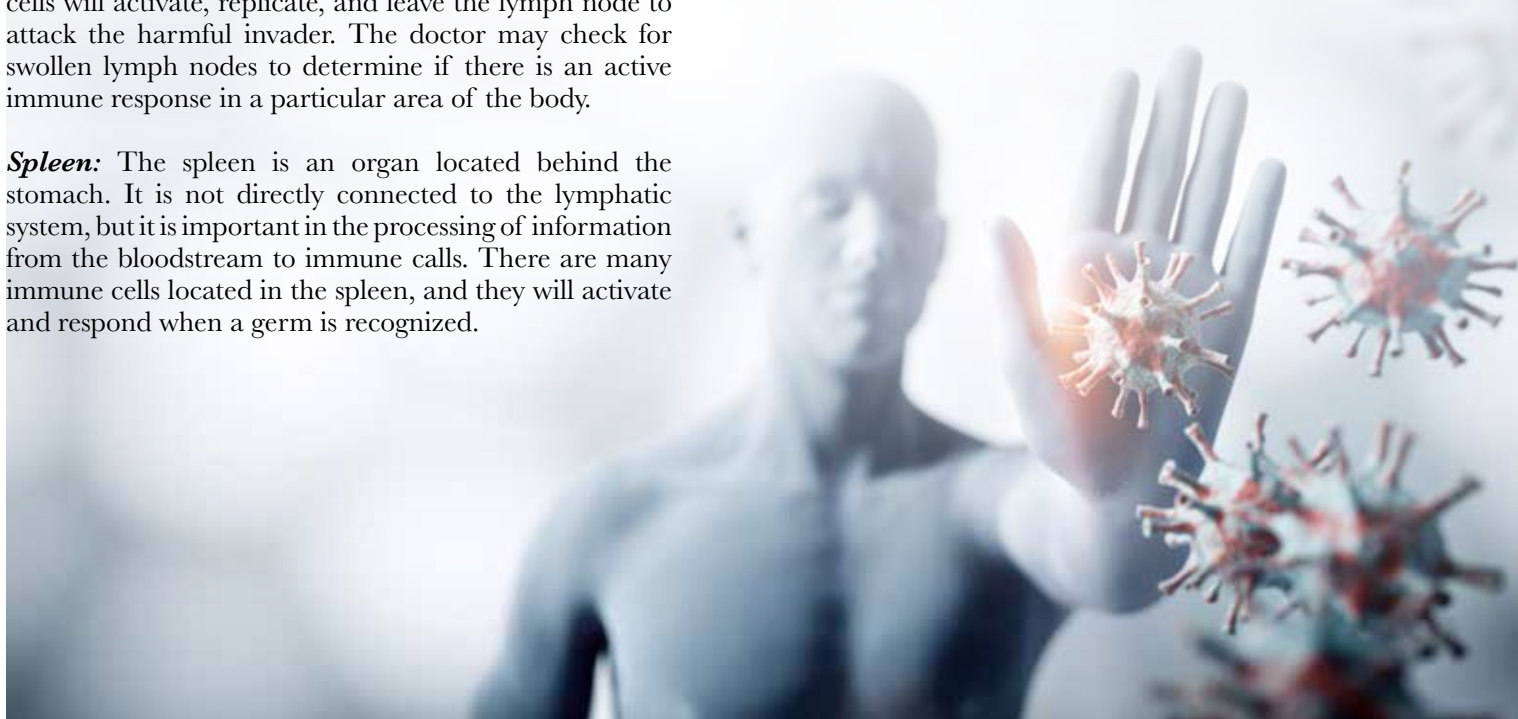 cells will activate, replicate, and leave the lymph node to
attack the harmful invader. The doctor may check for
swollen lymph nodes to determine if there is an active
immune response in a particular area of the body.
Spleen: The spleen is an organ located behind the
stomach. It is not directly connected to the lymphatic
system, but it is important in the processing of information
from the bloodstream to immune calls. There are many
immune cells located in the spleen, and they will activate
and respond when a germ is recognized.